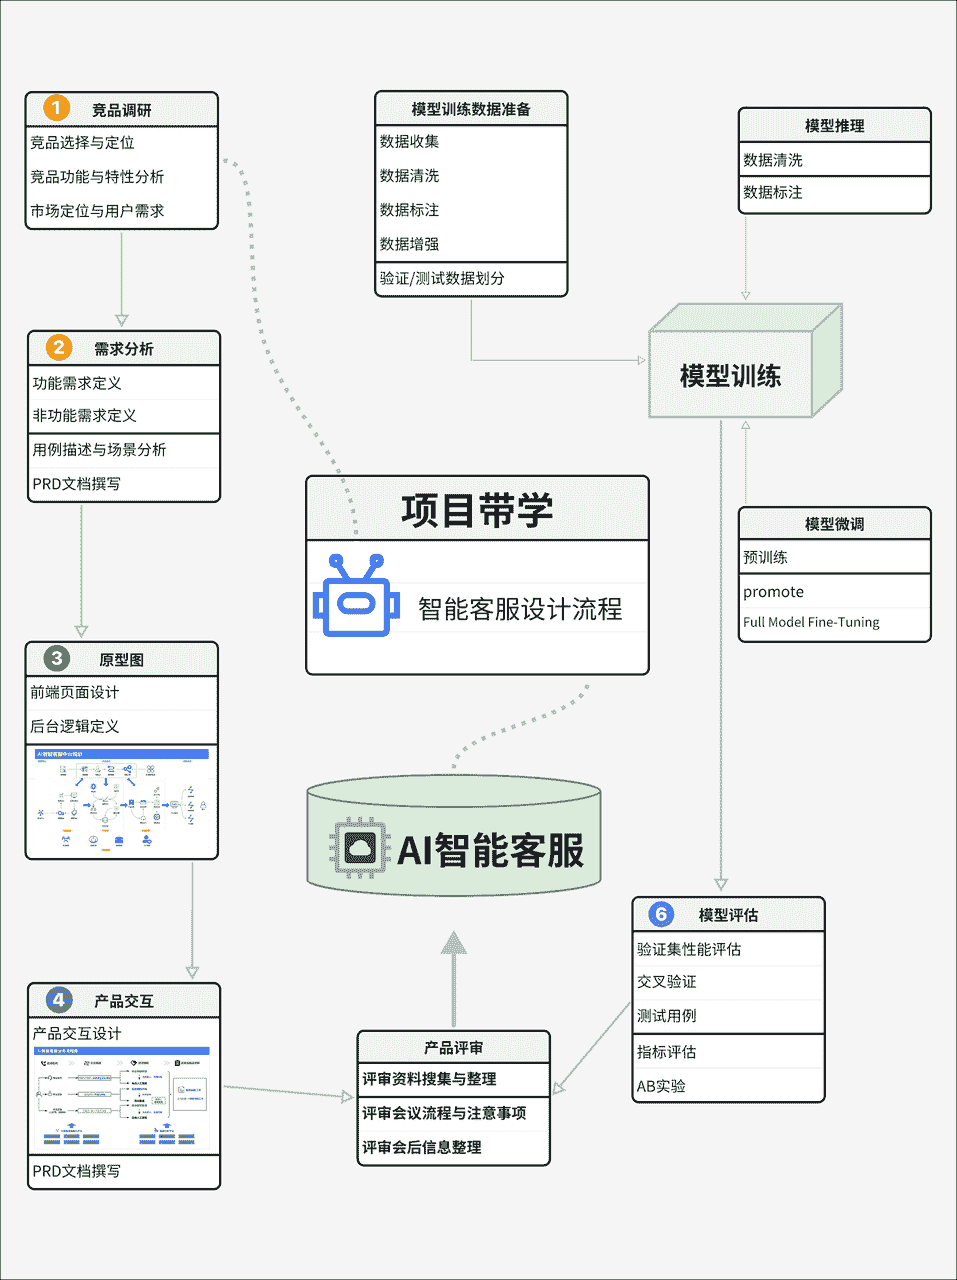 1 竞品调研
竞品选择与定位
竞品功能与特性分析
市场定位与用户需求
2 需求分析
功能需求定义
非功能需求定义
用例描述与场景分析
PRD文档撰写
3 原型图
前端页面设计
后台逻辑定义
4 产品交互
产品交互设计
PRD文档撰写
模型训练数据准备
数据收集
数据清洗
数据标注
数据增强
验证/测试数据划分
模型推理
数据清洗
数据标注
模型训练
模型微调
预训练
promote
Full Model Fine-Tuning
项目带学
智能客服设计流程
AI智能客服
6 模型评估
验证集性能评估
交叉验证
测试用例
指标评估
AB实验
产品评审
评审资料搜集与整理
评审会议流程与注意事项
评审会后信息整理